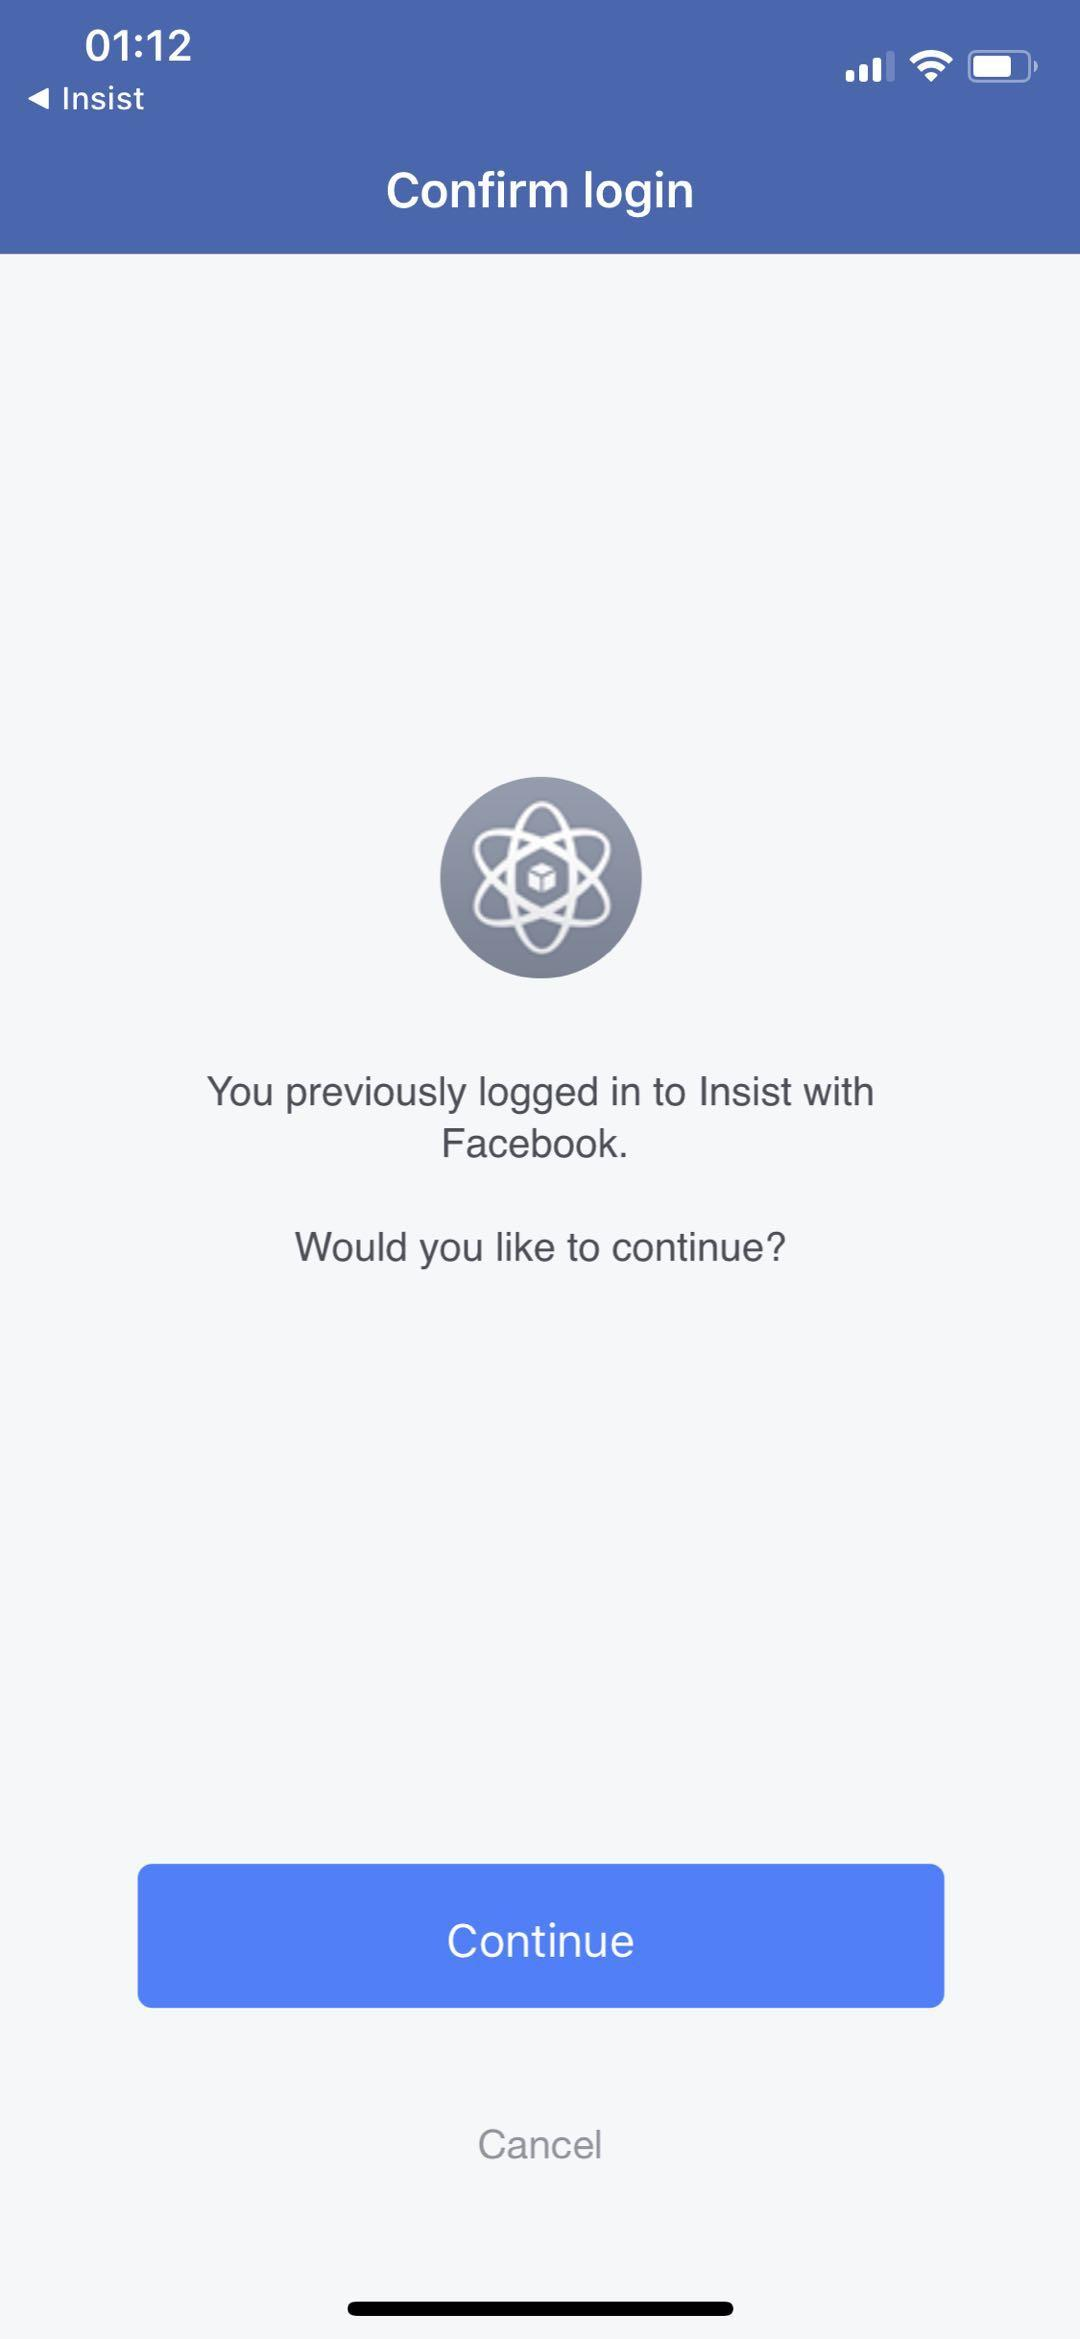 01:12
◀ Insist
Confirm login
You previously logged in to Insist with
Facebook.
Would you like to continue?
Continue
Cancel